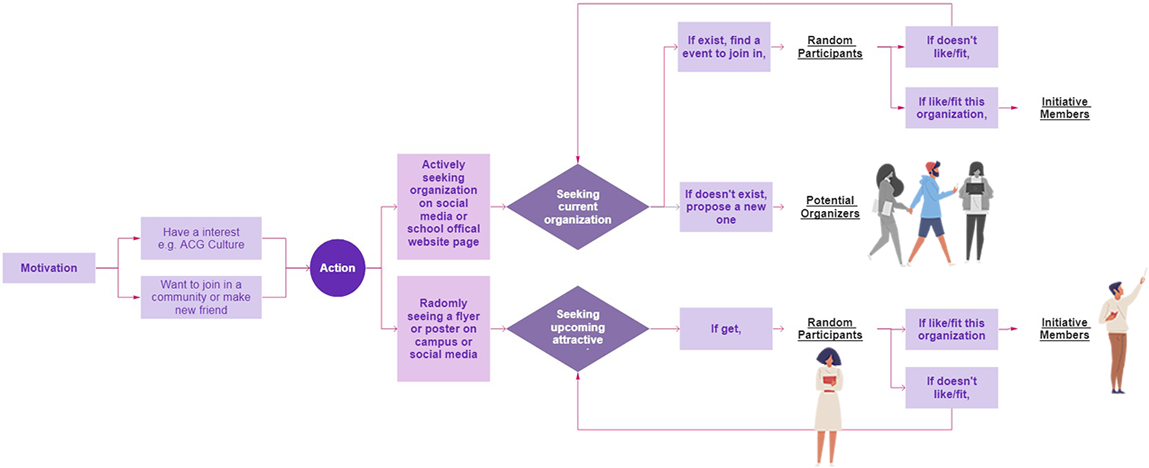 Motivation
Have a interest
e.g. ACG Culture
Want to join in a
community or make
new friend
Action
Actively
seeking
organization
on social
media or
school offical
website page
Radomly
seeing a flyer
or poster on
campus or
social media
Seeking
current
organization
If exist, find a
event to join in,
Random
Participants
If doesn't
like/fit,
If like/fit this
organization,
Initiative
Members
If doesn't exist,
propose a new
one
Potential
Organizers
Seeking
upcoming
attractive
.
If get,
Random
Participants
If like/fit this
organization
Initiative
Members
If doesn't
like/fit,